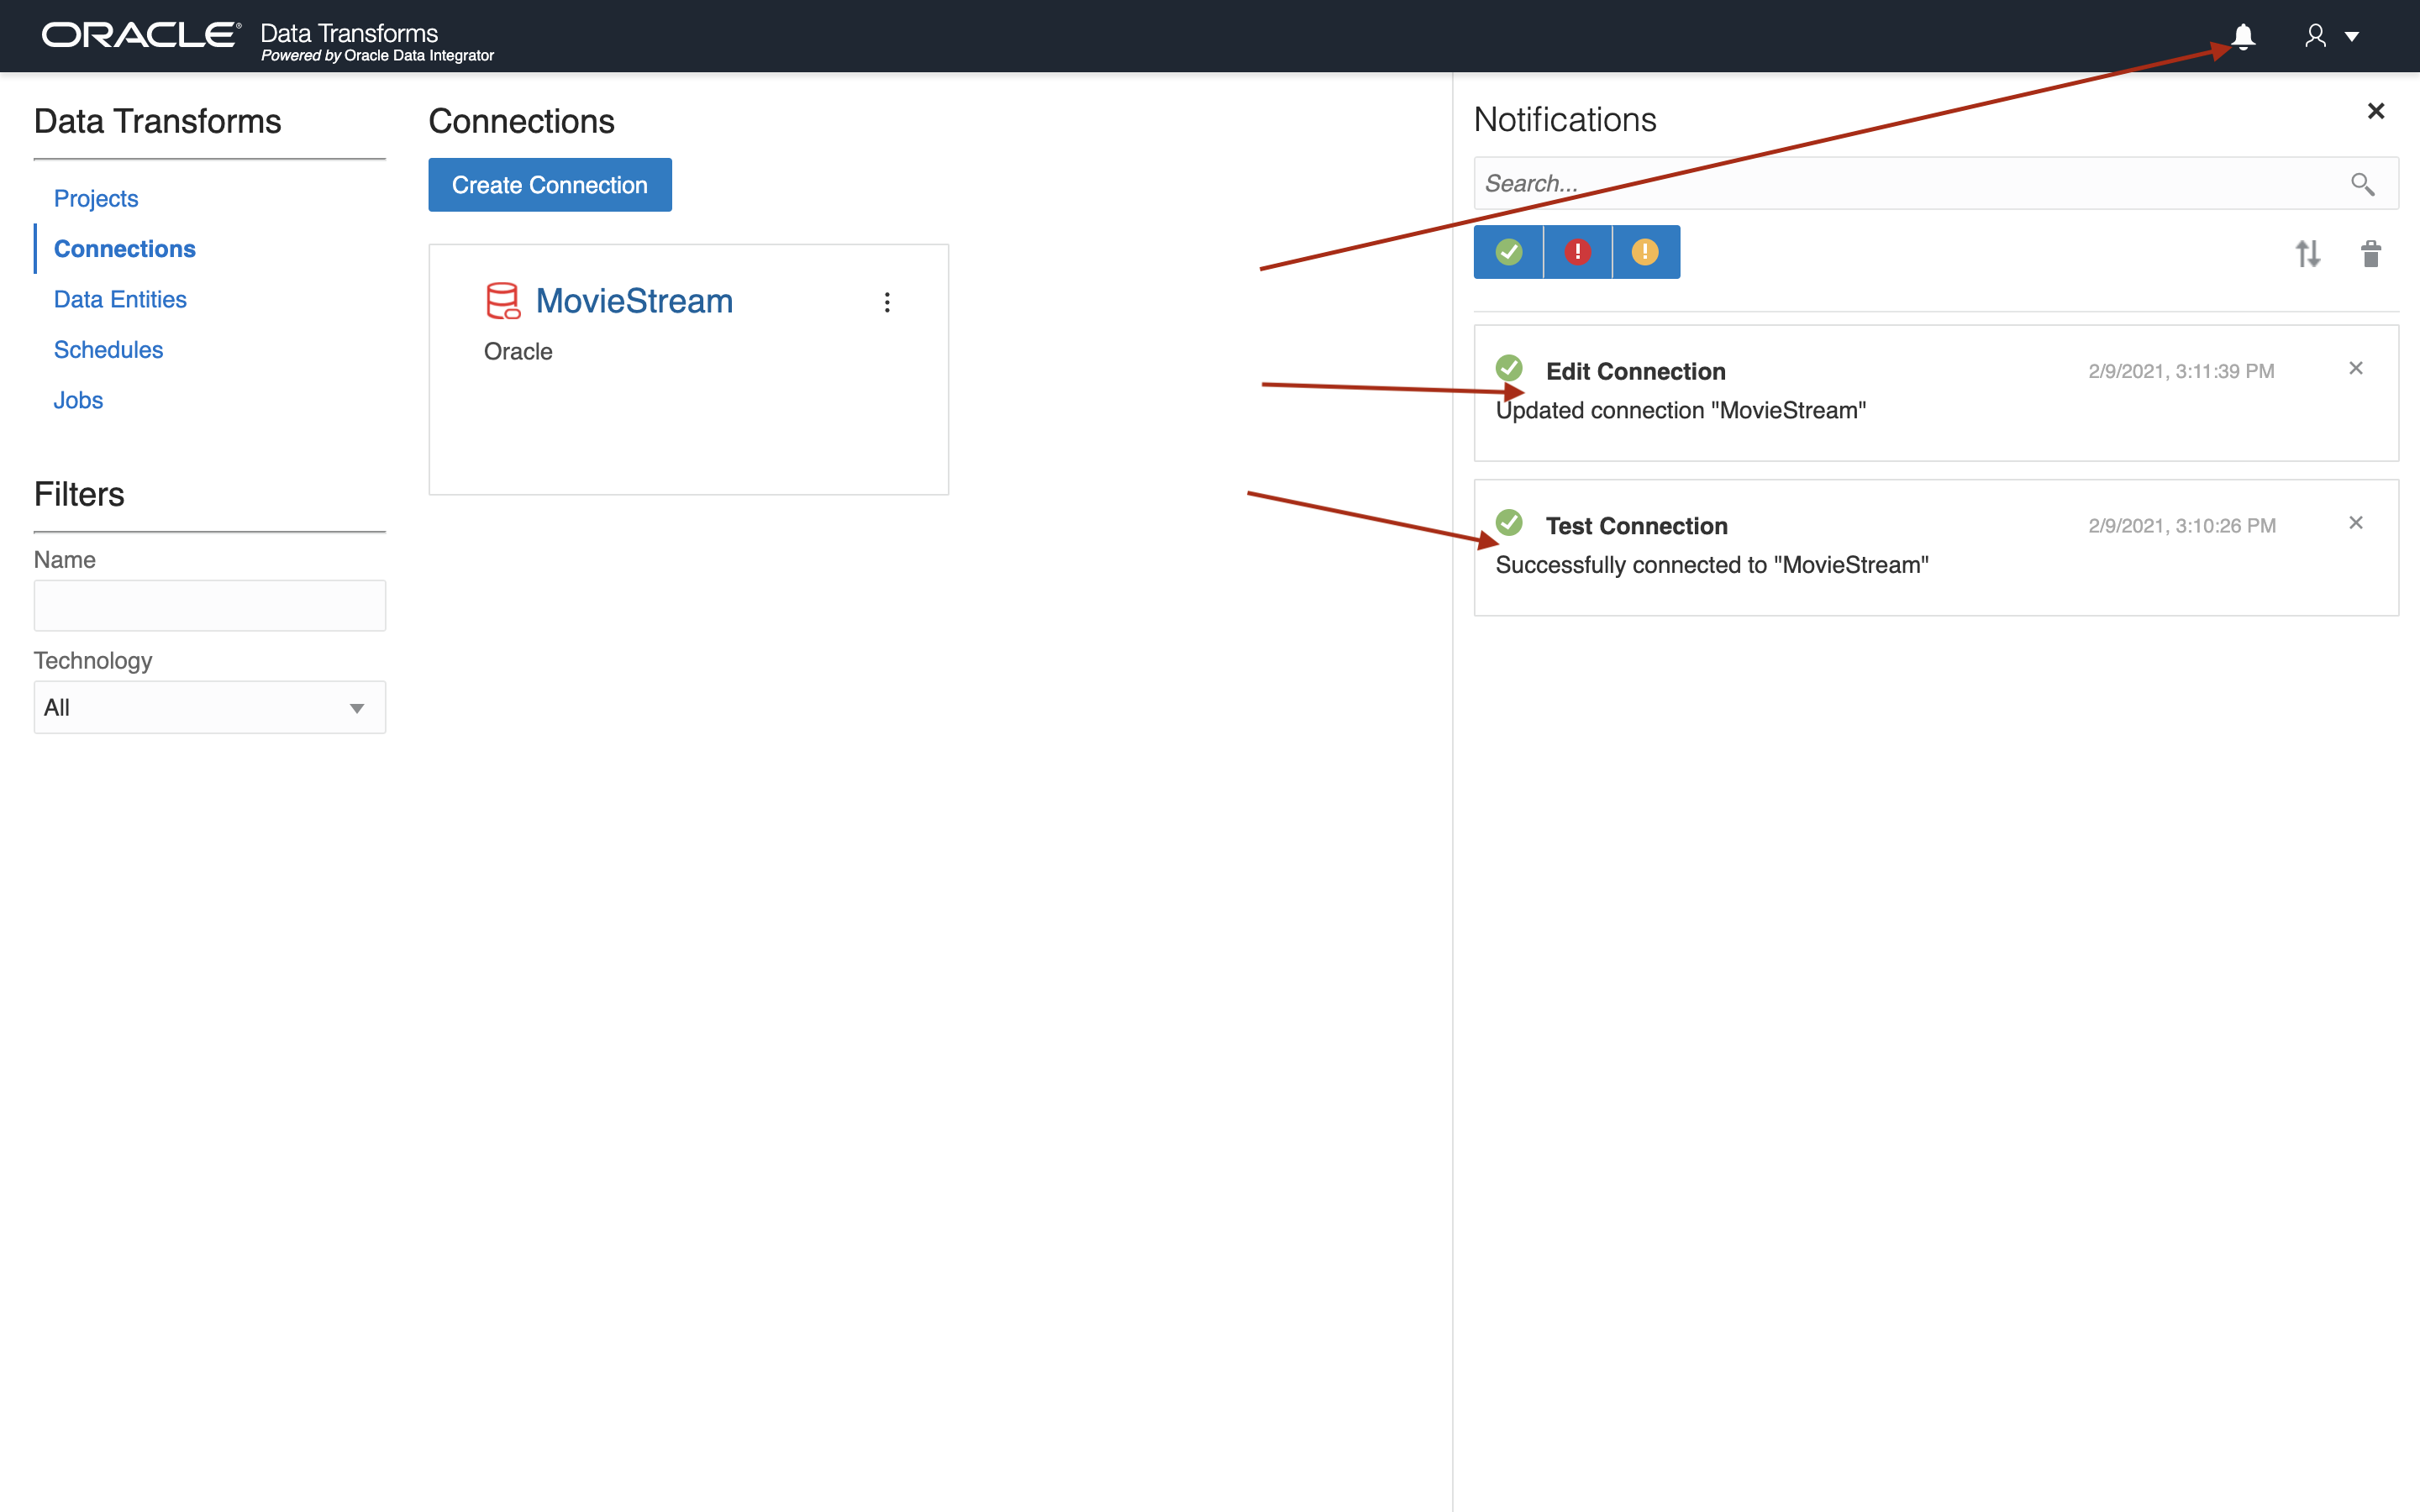 ORACLE® Data Transforms
Powered by Oracle Data Integrator
Data Transforms
Projects
Connections
Data Entities
Schedules
Jobs
Filters
Name
Technology
All
Connections
Create Connection
MovieStream
Oracle
Notifications
Search...
Edit Connection 2/9/2021, 3:11:39 PM
Updated connection "MovieStream"
Test Connection 2/9/2021, 3:10:26 PM
Successfully connected to "MovieStream"